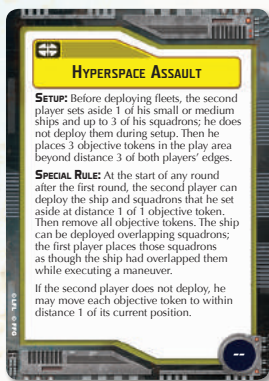 HYPERSPACE ASSAULT
SETUP: Before deploying fleets, the second
player sets aside 1 of his small or medium
ships and up to 3 of his squadrons; he does
not deploy them during setup. Then he
places 3 objective tokens in the play area
beyond distance 3 of both players' edges.
SPECIAL RULE: At the start of any round
after the first round, the second player can
deploy the ship and squadrons that he set
aside at distance 1 of 1 objective token.
Then remove all objective tokens. The ship
can be deployed overlapping squadrons;
the first player places those squadrons
as though the ship had overlapped them
while executing a maneuver.
If the second player does not deploy, he
may move each objective token to within
distance 1 of its current position.
© LFL © FFG
--